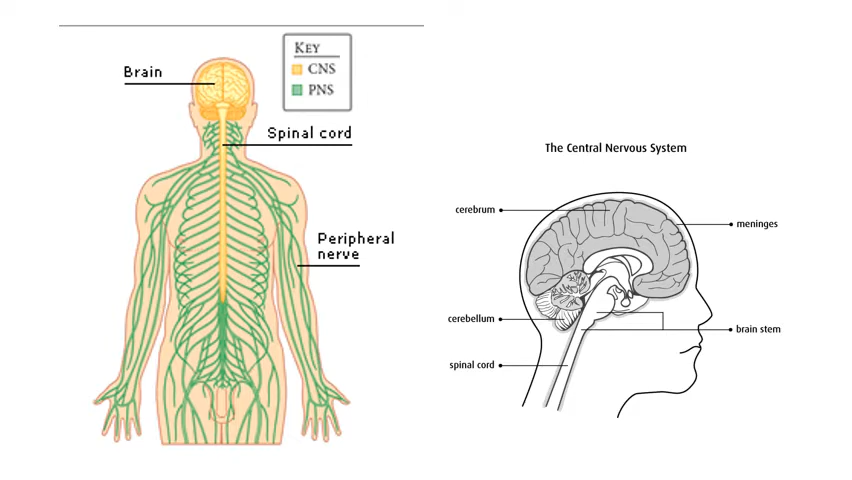 KEY
CNS
PNS
Brain
Spinal cord
Peripheral
nerve
The Central Nervous System
cerebrum
meninges
cerebellum
brain stem
spinal cord